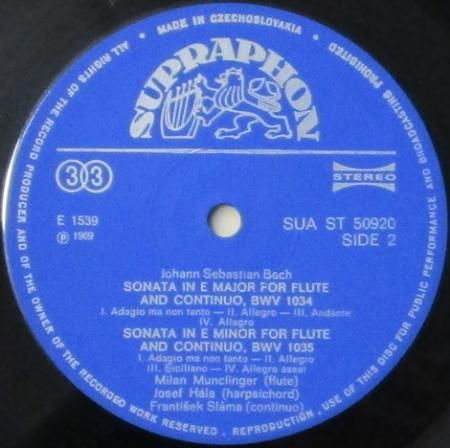 MADE IN CZECHOSLOVAKIA
ALL RIGHTS OF THE RECORD PRODUCER AND OF THE OWNER OF THE RECORDED WORK RESERVED. REPRODUCTION, USE OF THIS DISC FOR PUBLIC PERFORMANCE AND BROADCASTING PROHIBITED.
SUPRAPHON
33
STEREO
E 1539
SUA ST 50920
℗ 1969
SIDE 2
Johann Sebastian Bach
SONATA IN E MAJOR FOR FLUTE
AND CONTINUO, BWV 1034
I. Adagio ma non tanto — II. Allegro — III. Andante
IV. Allegro
SONATA IN E MINOR FOR FLUTE
AND CONTINUO, BWV 1035
I. Adagio ma non tanto — II. Allegro
III. Siciliano — IV. Allegro assai
Milan Munclinger (flute)
Josef Hála (harpsichord)
František Sláma (continuo)